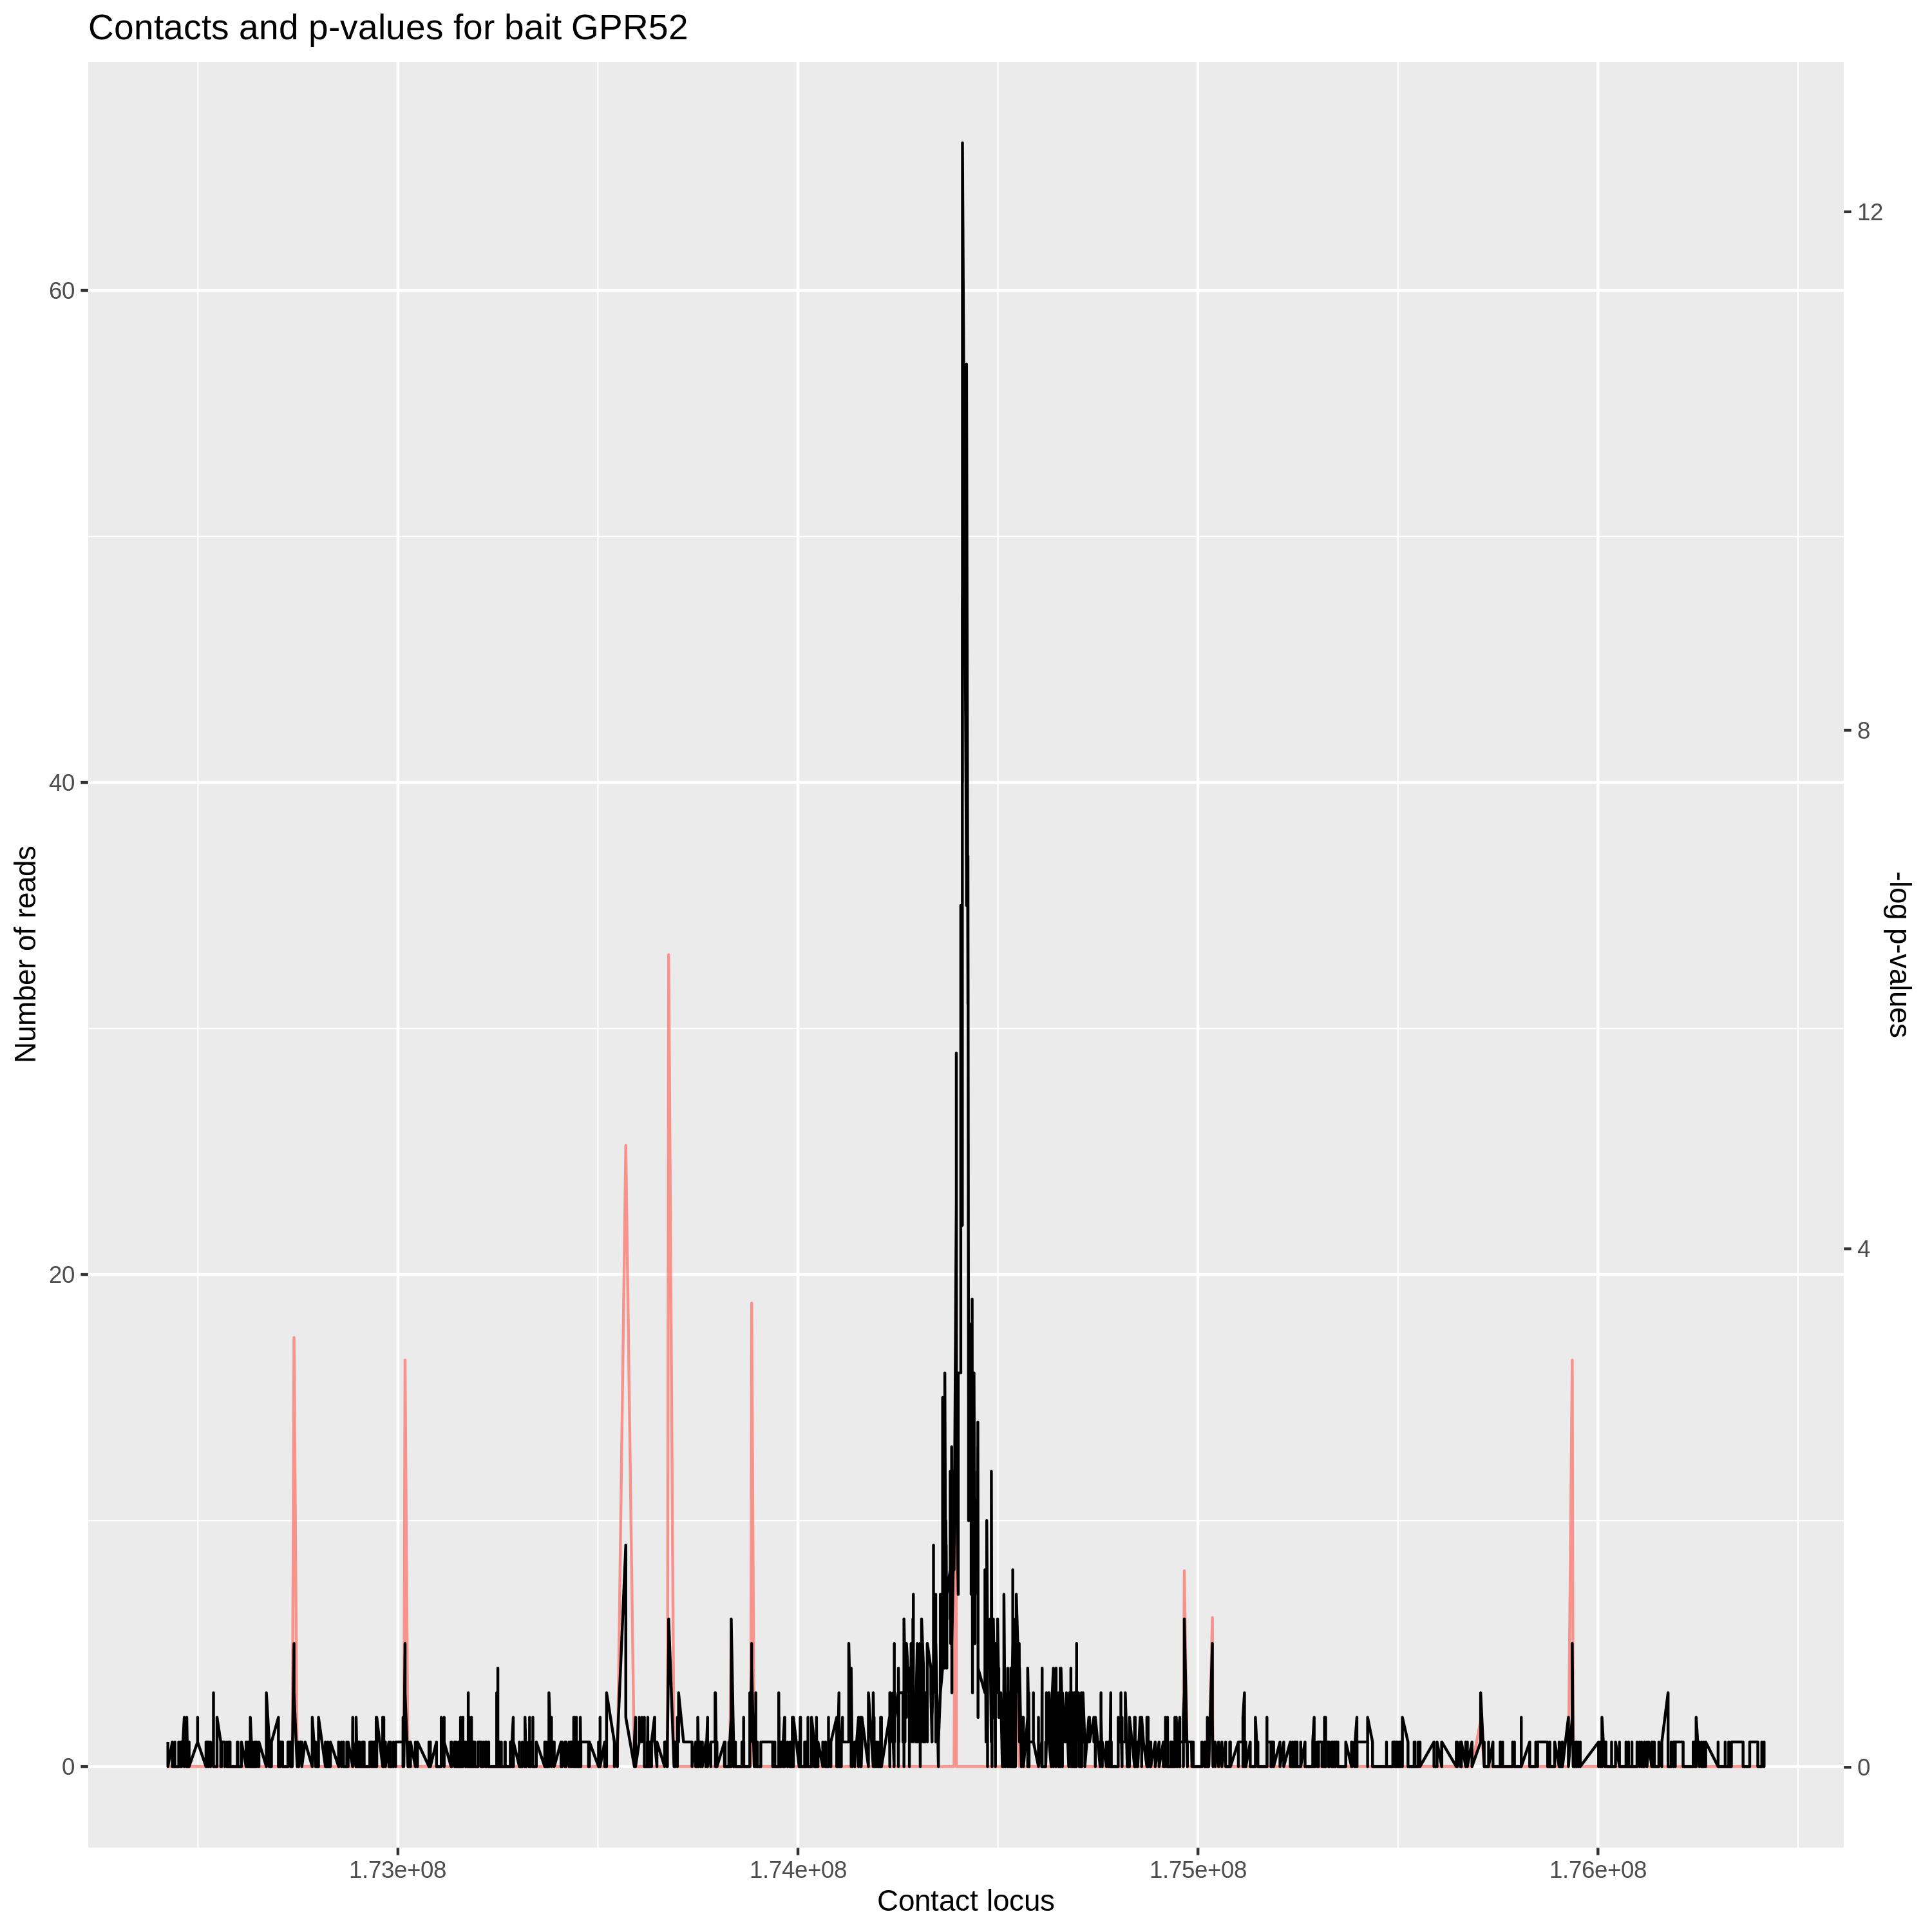 Contacts and p-values for bait GPR52
60
40
20
0
Number of reads
12
8
4
0
-log p-values
1.73e+08
1.74e+08
1.75e+08
1.76e+08
Contact locus